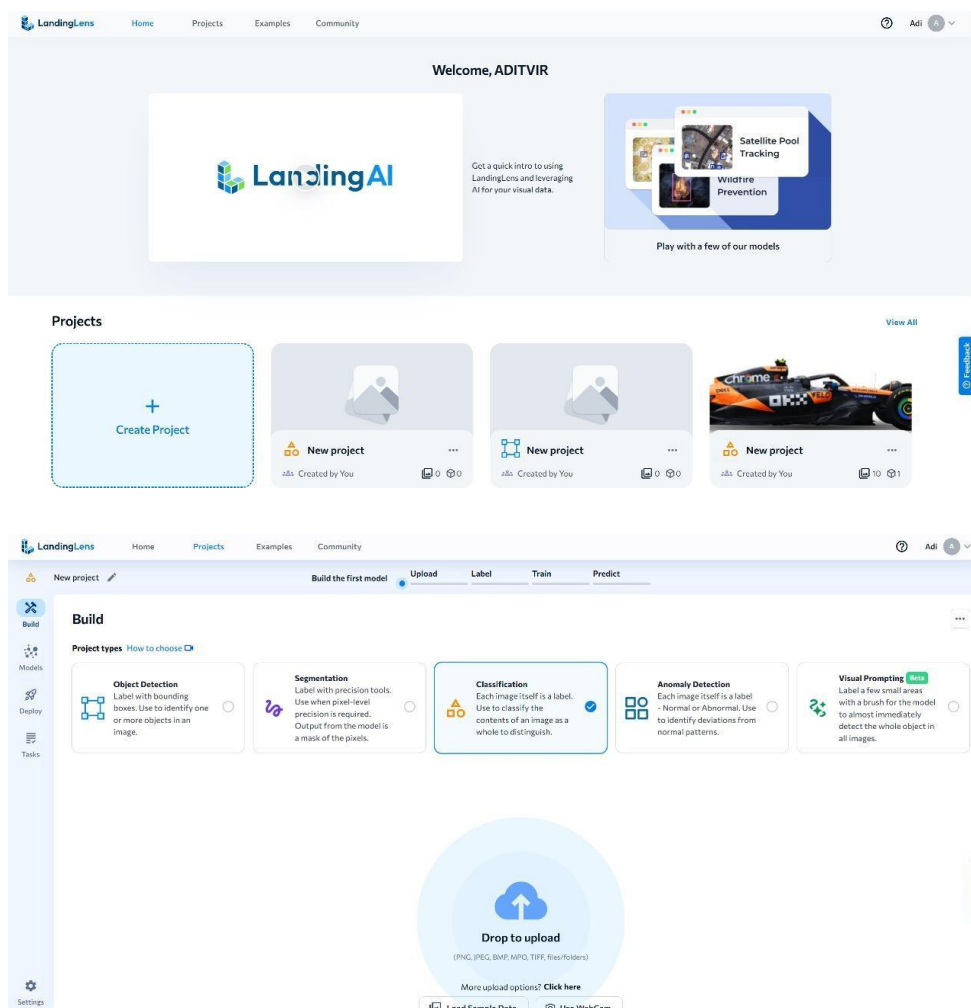 LandingLens Home Projects Examples Community Adi A
Welcome, ADITVIR
LandingAI
Get a quick intro to using
LandingLens and leveraging
AI for your visual data.
Satellite Pool
Tracking
Wildfire
Prevention
Play with a few of our models
Projects View All
Feedback
+
Create Project
New project ...
Created by You 0 0
New project ...
Created by You 0 0
chrome
OKX
VELO
New project ...
Created by You 10 1
LandingLens Home Projects Examples Community Adi A
New project Build the first model Upload Label Train Predict
Build
Models
Deploy
Tasks
Settings
Build ...
Project types How to choose
Object Detection
Label with bounding
boxes. Use to identify one
or more objects in an
image.
Segmentation
Label with precision tools.
Use when pixel-level
precision is required.
Output from the model is
a mask of the pixels.
Classification
Each image itself is a label.
Use to classify the
contents of an image as a
whole to distinguish.
Anomaly Detection
Each image itself is a label
- Normal or Abnormal. Use
to identify deviations from
normal patterns.
Visual Prompting Beta
Label a few small areas
with a brush for the model
to almost immediately
detect the whole object in
all images.
Drop to upload
(PNG, JPEG, BMP, MPO, TIFF, files/folders)
More upload options? Click here
Load Sample Data Use WebCam